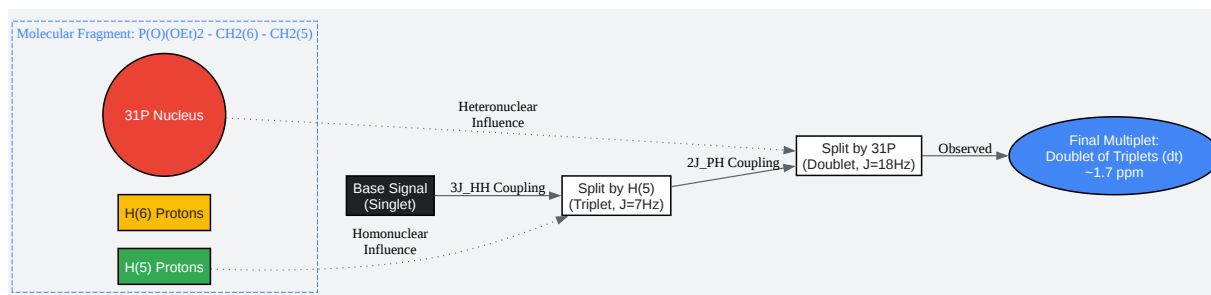 Molecular Fragment: P(O)(OEt)2 - CH2(6) - CH2(5)
31P Nucleus
H(6) Protons
H(5) Protons
Base Signal
(Singlet)
3J_HH Coupling
Homonuclear
Influence
Split by H(5)
(Triplet, J=7Hz)
Heteronuclear
Influence
2J_PH Coupling
Split by 31P
(Doublet, J=18Hz)
Observed
Final Multiplet:
Doublet of Triplets (dt)
~1.7 ppm